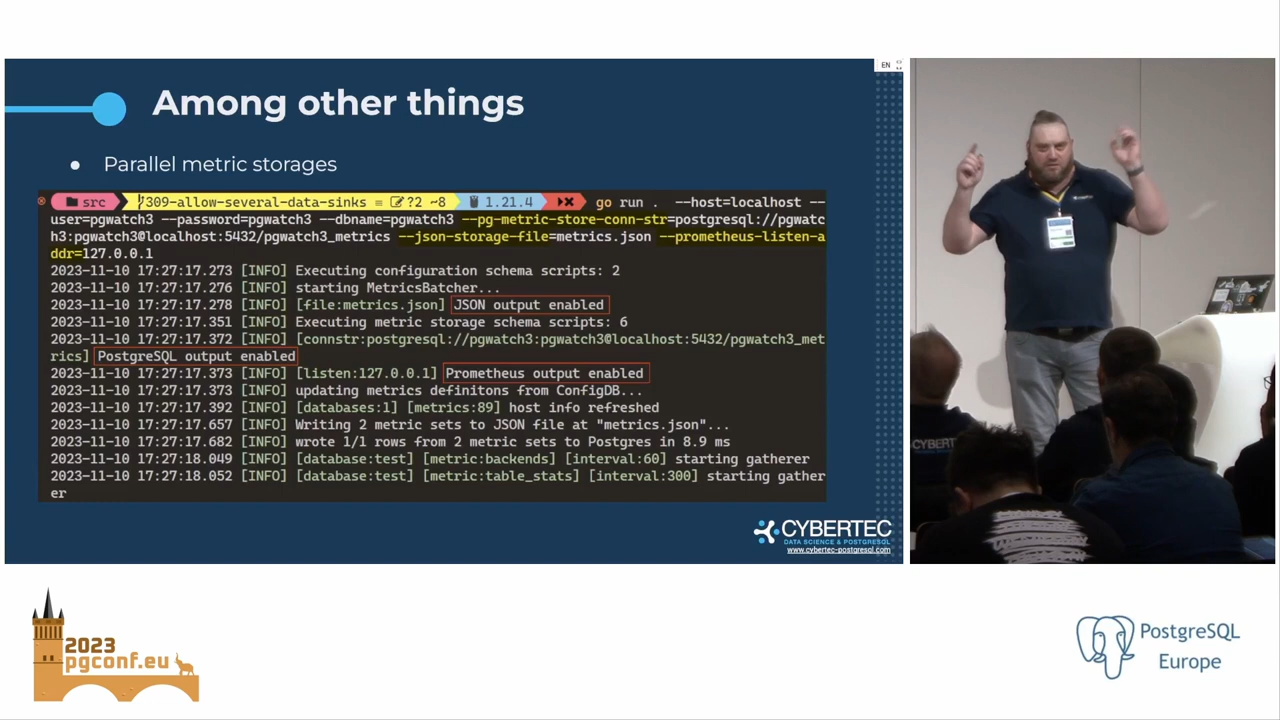 EN
Among other things
● Parallel metric storages
src 309-allow-several-data-sinks ≡ ?2 ~8 1.21.4 go run . --host=localhost --
user=pgwatch3 --password=pgwatch3 --dbname=pgwatch3 --pg-metric-store-conn-str=postgresql://pgwatc
h3:pgwatch3@localhost:5432/pgwatch3_metrics --json-storage-file=metrics.json --prometheus-listen-a
ddr=127.0.0.1
2023-11-10 17:27:17.273 [INFO] Executing configuration schema scripts: 2
2023-11-10 17:27:17.276 [INFO] starting MetricsBatcher...
2023-11-10 17:27:17.278 [INFO] [file:metrics.json] JSON output enabled
2023-11-10 17:27:17.351 [INFO] Executing metric storage schema scripts: 6
2023-11-10 17:27:17.372 [INFO] [connstr:postgresql://pgwatch3:pgwatch3@localhost:5432/pgwatch3_met
rics] PostgreSQL output enabled
2023-11-10 17:27:17.373 [INFO] [listen:127.0.0.1] Prometheus output enabled
2023-11-10 17:27:17.373 [INFO] updating metrics definitons from ConfigDB...
2023-11-10 17:27:17.392 [INFO] [databases:1] [metrics:89] host info refreshed
2023-11-10 17:27:17.657 [INFO] Writing 2 metric sets to JSON file at "metrics.json"...
2023-11-10 17:27:17.682 [INFO] wrote 1/1 rows from 2 metric sets to Postgres in 8.9 ms
2023-11-10 17:27:18.049 [INFO] [database:test] [metric:backends] [interval:60] starting gatherer
2023-11-10 17:27:18.052 [INFO] [database:test] [metric:table_stats] [interval:300] starting gather
er
CYBERTEC
DATA SCIENCE & POSTGRESQL
www.cybertec-postgresql.com
CYBERT
2023
pgconf.eu
PostgreSQL
Europe